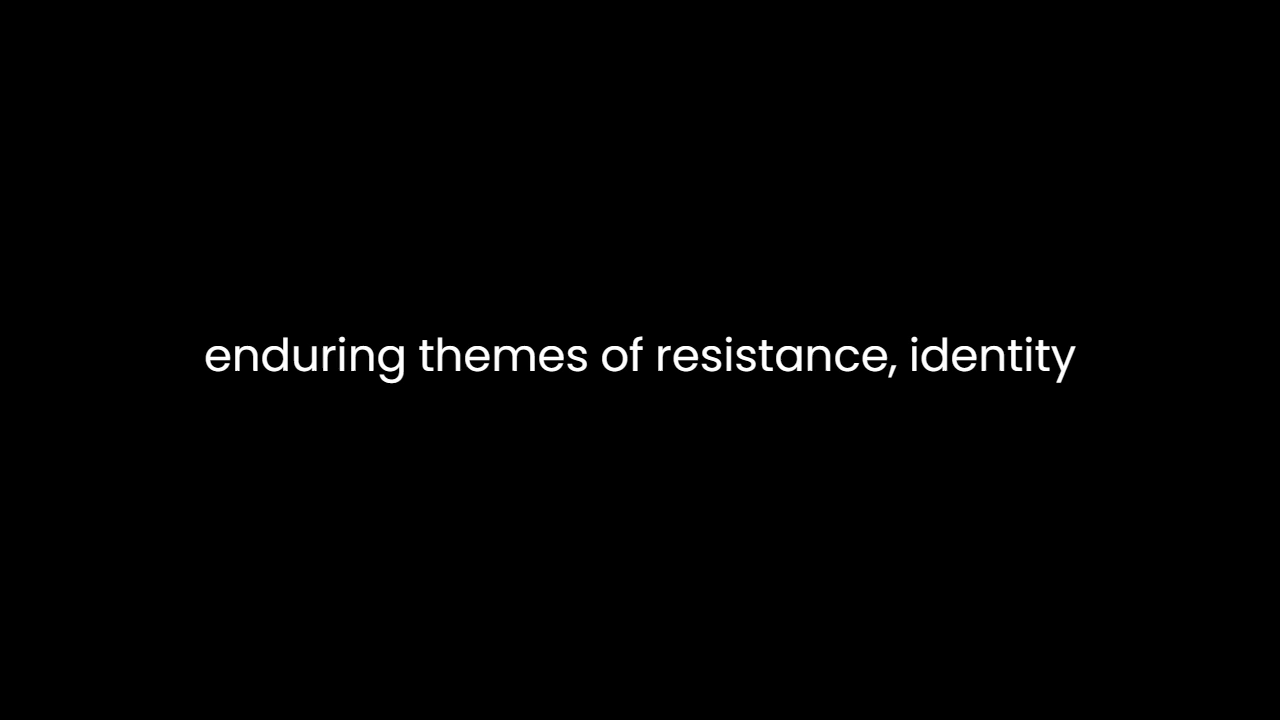 enduring themes of resistance, identity